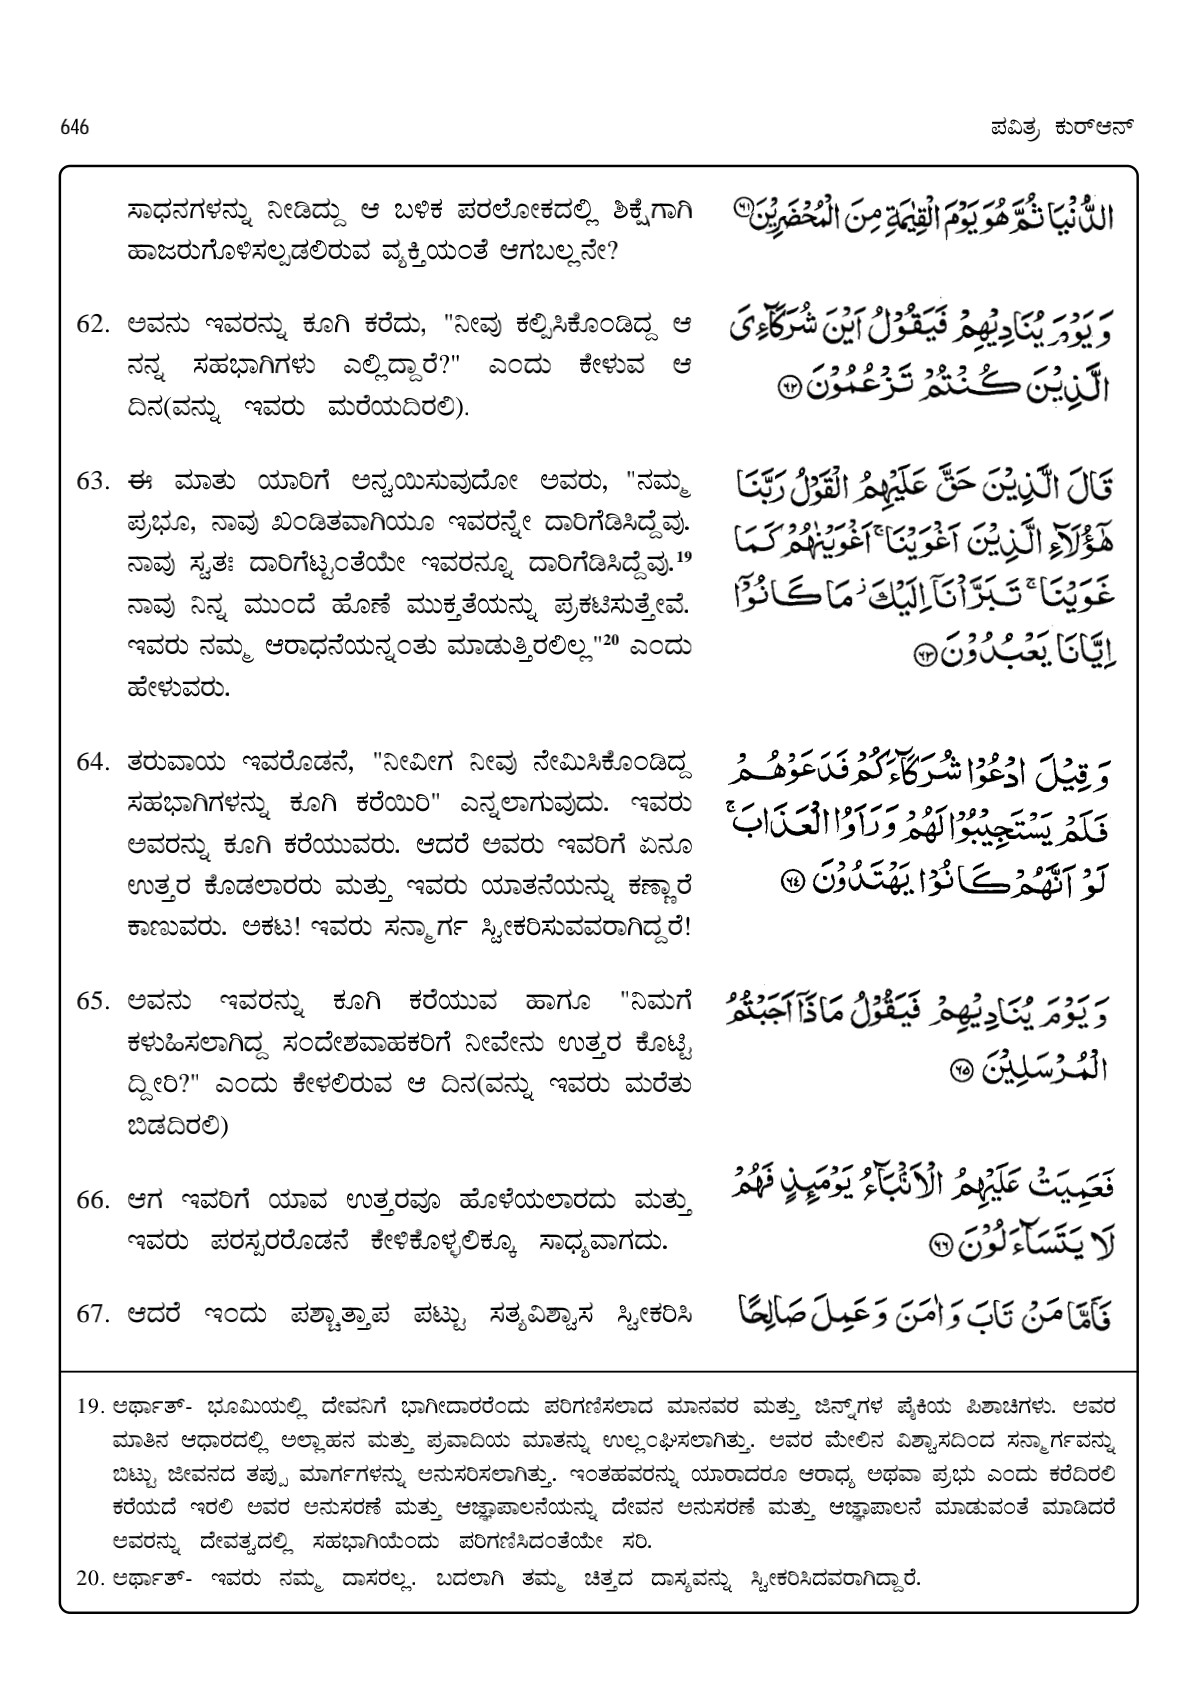 646
ಪವಿತ್ರ ಕುರ್‌ಆನ್
ಸಾಧನಗಳನ್ನು ನೀಡಿದ್ದು ಆ ಬಳಿಕ ಪರಲೋಕದಲ್ಲಿ ಶಿಕ್ಷೆಗಾಗಿ
ಹಾಜರುಗೊಳಿಸಲ್ಪಡಲಿರುವ ವ್ಯಕ್ತಿಯಂತೆ ಆಗಬಲ್ಲನೇ?
الدُّنْيَا ثُمَّ هُوَ يَوْمَ الْقِيٰمَةِ مِنَ الْمُحْضَرِيْنَ ۝٦١
62. ಅವನು ಇವರನ್ನು ಕೂಗಿ ಕರೆದು, "ನೀವು ಕಲ್ಪಿಸಿಕೊಂಡಿದ್ದ ಆ
ನನ್ನ ಸಹಭಾಗಿಗಳು ಎಲ್ಲಿದ್ದಾರೆ?" ಎಂದು ಕೇಳುವ ಆ
ದಿನ(ವನ್ನು ಇವರು ಮರೆಯದಿರಲಿ).
وَ يَوْمَ يُنَادِيْهِمْ فَيَقُوْلُ اَيْنَ شُرَكَآءِىَ
الَّذِيْنَ كُنْتُمْ تَزْعُمُوْنَ ۝٦٢
63. ಈ ಮಾತು ಯಾರಿಗೆ ಅನ್ವಯಿಸುವುದೋ ಅವರು, "ನಮ್ಮ
ಪ್ರಭೂ, ನಾವು ಖಂಡಿತವಾಗಿಯೂ ಇವರನ್ನೇ ದಾರಿಗೆಡಿಸಿದ್ದೆವು.
ನಾವು ಸ್ವತಃ ದಾರಿಗೆಟ್ಟಂತೆಯೇ ಇವರನ್ನೂ ದಾರಿಗೆಡಿಸಿದ್ದೆವು.19
ನಾವು ನಿನ್ನ ಮುಂದೆ ಹೊಣೆ ಮುಕ್ತತೆಯನ್ನು ಪ್ರಕಟಿಸುತ್ತೇವೆ.
ಇವರು ನಮ್ಮ ಆರಾಧನೆಯನ್ನಂತು ಮಾಡುತ್ತಿರಲಿಲ್ಲ"20 ಎಂದು
ಹೇಳುವರು.
قَالَ الَّذِيْنَ حَقَّ عَلَيْهِمُ الْقَوْلُ رَبَّنَا
هٰٓؤُلَآءِ الَّذِيْنَ اَغْوَيْنَا ۚ اَغْوَيْنٰهُمْ كَمَا
غَوَيْنَا ۚ تَبَرَّاْنَآ اِلَيْكَ ۡ مَا كَانُوْٓا
اِيَّانَا يَعْبُدُوْنَ ۝٦٣
64. ತರುವಾಯ ಇವರೊಡನೆ, "ನೀವೀಗ ನೀವು ನೇಮಿಸಿಕೊಂಡಿದ್ದ
ಸಹಭಾಗಿಗಳನ್ನು ಕೂಗಿ ಕರೆಯಿರಿ" ಎನ್ನಲಾಗುವುದು. ಇವರು
ಅವರನ್ನು ಕೂಗಿ ಕರೆಯುವರು. ಆದರೆ ಅವರು ಇವರಿಗೆ ಏನೂ
ಉತ್ತರ ಕೊಡಲಾರರು ಮತ್ತು ಇವರು ಯಾತನೆಯನ್ನು ಕಣ್ಣಾರೆ
ಕಾಣುವರು. ಅಕಟ! ಇವರು ಸನ್ಮಾರ್ಗ ಸ್ವೀಕರಿಸುವವರಾಗಿದ್ದರೆ!
وَ قِيْلَ ادْعُوْا شُرَكَآءَكُمْ فَدَعَوْهُمْ
فَلَمْ يَسْتَجِيْبُوْا لَهُمْ وَ رَاَوُا الْعَذَابَ ۚ
لَوْ اَنَّهُمْ كَانُوْا يَهْتَدُوْنَ ۝٦٤
65. ಅವನು ಇವರನ್ನು ಕೂಗಿ ಕರೆಯುವ ಹಾಗೂ "ನಿಮಗೆ
ಕಳುಹಿಸಲಾಗಿದ್ದ ಸಂದೇಶವಾಹಕರಿಗೆ ನೀವೇನು ಉತ್ತರ ಕೊಟ್ಟಿ
ದ್ದೀರಿ?" ಎಂದು ಕೇಳಲಿರುವ ಆ ದಿನ(ವನ್ನು ಇವರು ಮರೆತು
ಬಿಡದಿರಲಿ)
وَ يَوْمَ يُنَادِيْهِمْ فَيَقُوْلُ مَاذَآ اَجَبْتُمُ
الْمُرْسَلِيْنَ ۝٦٥
66. ಆಗ ಇವರಿಗೆ ಯಾವ ಉತ್ತರವೂ ಹೊಳೆಯಲಾರದು ಮತ್ತು
ಇವರು ಪರಸ್ಪರರೊಡನೆ ಕೇಳಿಕೊಳ್ಳಲಿಕ್ಕೂ ಸಾಧ್ಯವಾಗದು.
فَعَمِيَتْ عَلَيْهِمُ الْاَنْۢبَآءُ يَوْمَئِذٍ فَهُمْ
لَا يَتَسَآءَلُوْنَ ۝٦٦
67. ಆದರೆ ಇಂದು ಪಶ್ಚಾತ್ತಾಪ ಪಟ್ಟು ಸತ್ಯವಿಶ್ವಾಸ ಸ್ವೀಕರಿಸಿ
فَاَمَّا مَنْ تَابَ وَ اٰمَنَ وَ عَمِلَ صَالِحًا
19. ಅರ್ಥಾತ್- ಭೂಮಿಯಲ್ಲಿ ದೇವನಿಗೆ ಭಾಗೀದಾರರೆಂದು ಪರಿಗಣಿಸಲಾದ ಮಾನವರ ಮತ್ತು ಜಿನ್ನ್‌ಗಳ ಪೈಕಿಯ ಪಿಶಾಚಿಗಳು. ಅವರ
ಮಾತಿನ ಆಧಾರದಲ್ಲಿ ಅಲ್ಲಾಹನ ಮತ್ತು ಪ್ರವಾದಿಯ ಮಾತನ್ನು ಉಲ್ಲಂಘಿಸಲಾಗಿತ್ತು. ಅವರ ಮೇಲಿನ ವಿಶ್ವಾಸದಿಂದ ಸನ್ಮಾರ್ಗವನ್ನು
ಬಿಟ್ಟು ಜೀವನದ ತಪ್ಪು ಮಾರ್ಗಗಳನ್ನು ಅನುಸರಿಸಲಾಗಿತ್ತು. ಇಂತಹವರನ್ನು ಯಾರಾದರೂ ಆರಾಧ್ಯ ಅಥವಾ ಪ್ರಭು ಎಂದು ಕರೆದಿರಲಿ
ಕರೆಯದೆ ಇರಲಿ ಅವರ ಅನುಸರಣೆ ಮತ್ತು ಆಜ್ಞಾಪಾಲನೆಯನ್ನು ದೇವನ ಅನುಸರಣೆ ಮತ್ತು ಆಜ್ಞಾಪಾಲನೆ ಮಾಡುವಂತೆ ಮಾಡಿದರೆ
ಅವರನ್ನು ದೇವತ್ವದಲ್ಲಿ ಸಹಭಾಗಿಯೆಂದು ಪರಿಗಣಿಸಿದಂತೆಯೇ ಸರಿ.
20. ಅರ್ಥಾತ್- ಇವರು ನಮ್ಮ ದಾಸರಲ್ಲ. ಬದಲಾಗಿ ತಮ್ಮ ಚಿತ್ತದ ದಾಸ್ಯವನ್ನು ಸ್ವೀಕರಿಸಿದವರಾಗಿದ್ದಾರೆ.